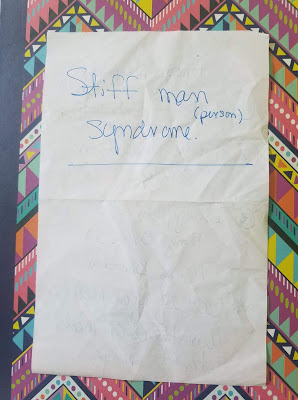 Stiff man
(person)
syndrome.